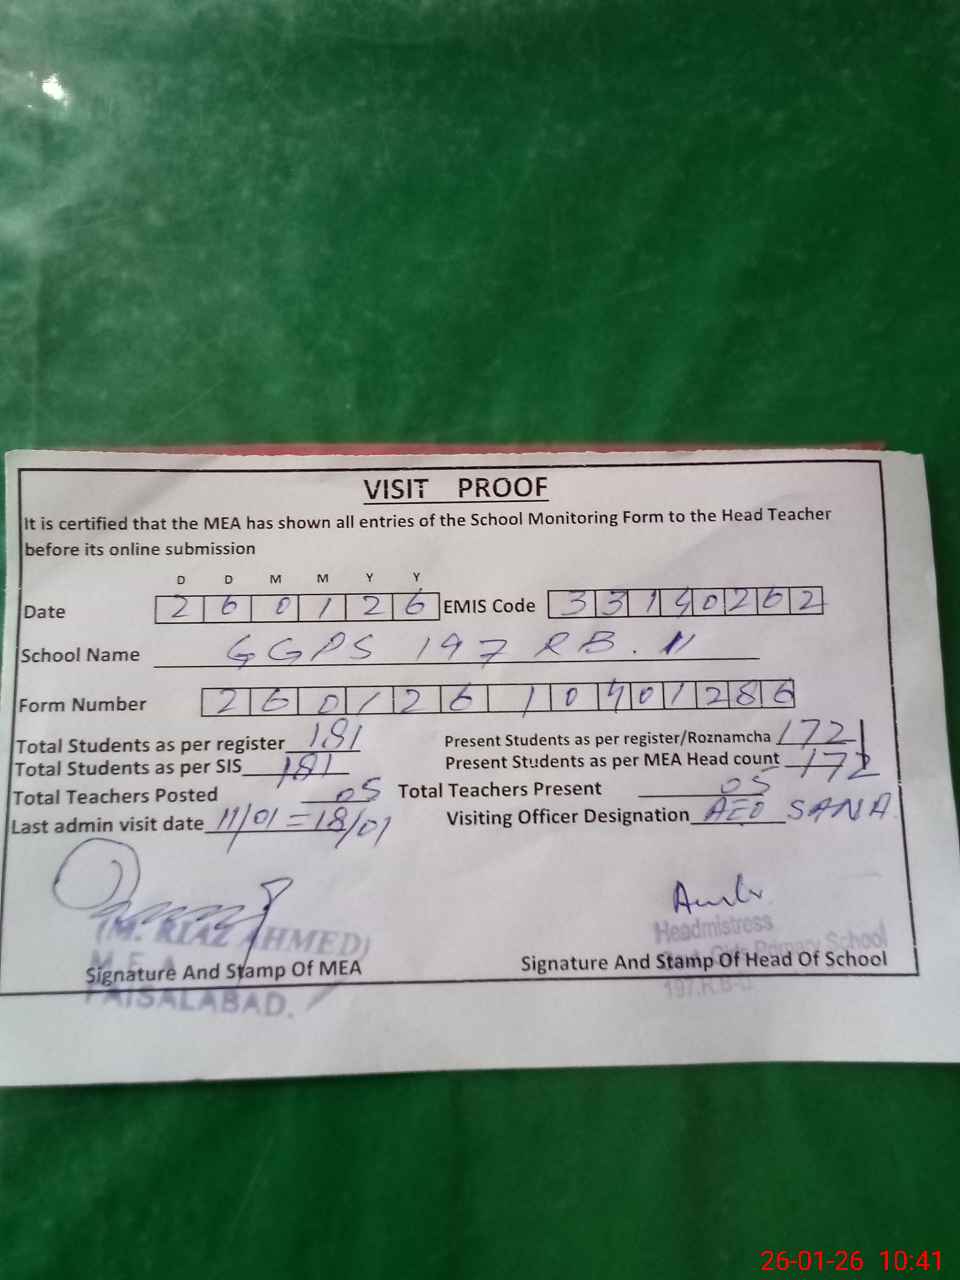 VISIT PROOF
It is certified that the MEA has shown all entries of the School Monitoring Form to the Head Teacher
before its online submission
D D M M Y Y
Date 2 6 0 1 2 6 EMIS Code 3 3 1 4 0 2 6 2
School Name GGPS 197 RB. II
Form Number 2 6 0 1 2 6 1 0 4 0 1 2 8 6
Total Students as per register 181 Present Students as per register/Roznamcha 172
Total Students as per SIS 181 Present Students as per MEA Head count 172
Total Teachers Posted 05 Total Teachers Present 05
Last admin visit date 11/01 = 18/01 Visiting Officer Designation AEO SANA
(M. RIAZ AHMED) Headmistress
M.E.A Girls Primary School
Signature And Stamp Of MEA Signature And Stamp Of Head Of School
FAISALABAD. 197.R.B
26-01-26 10:41